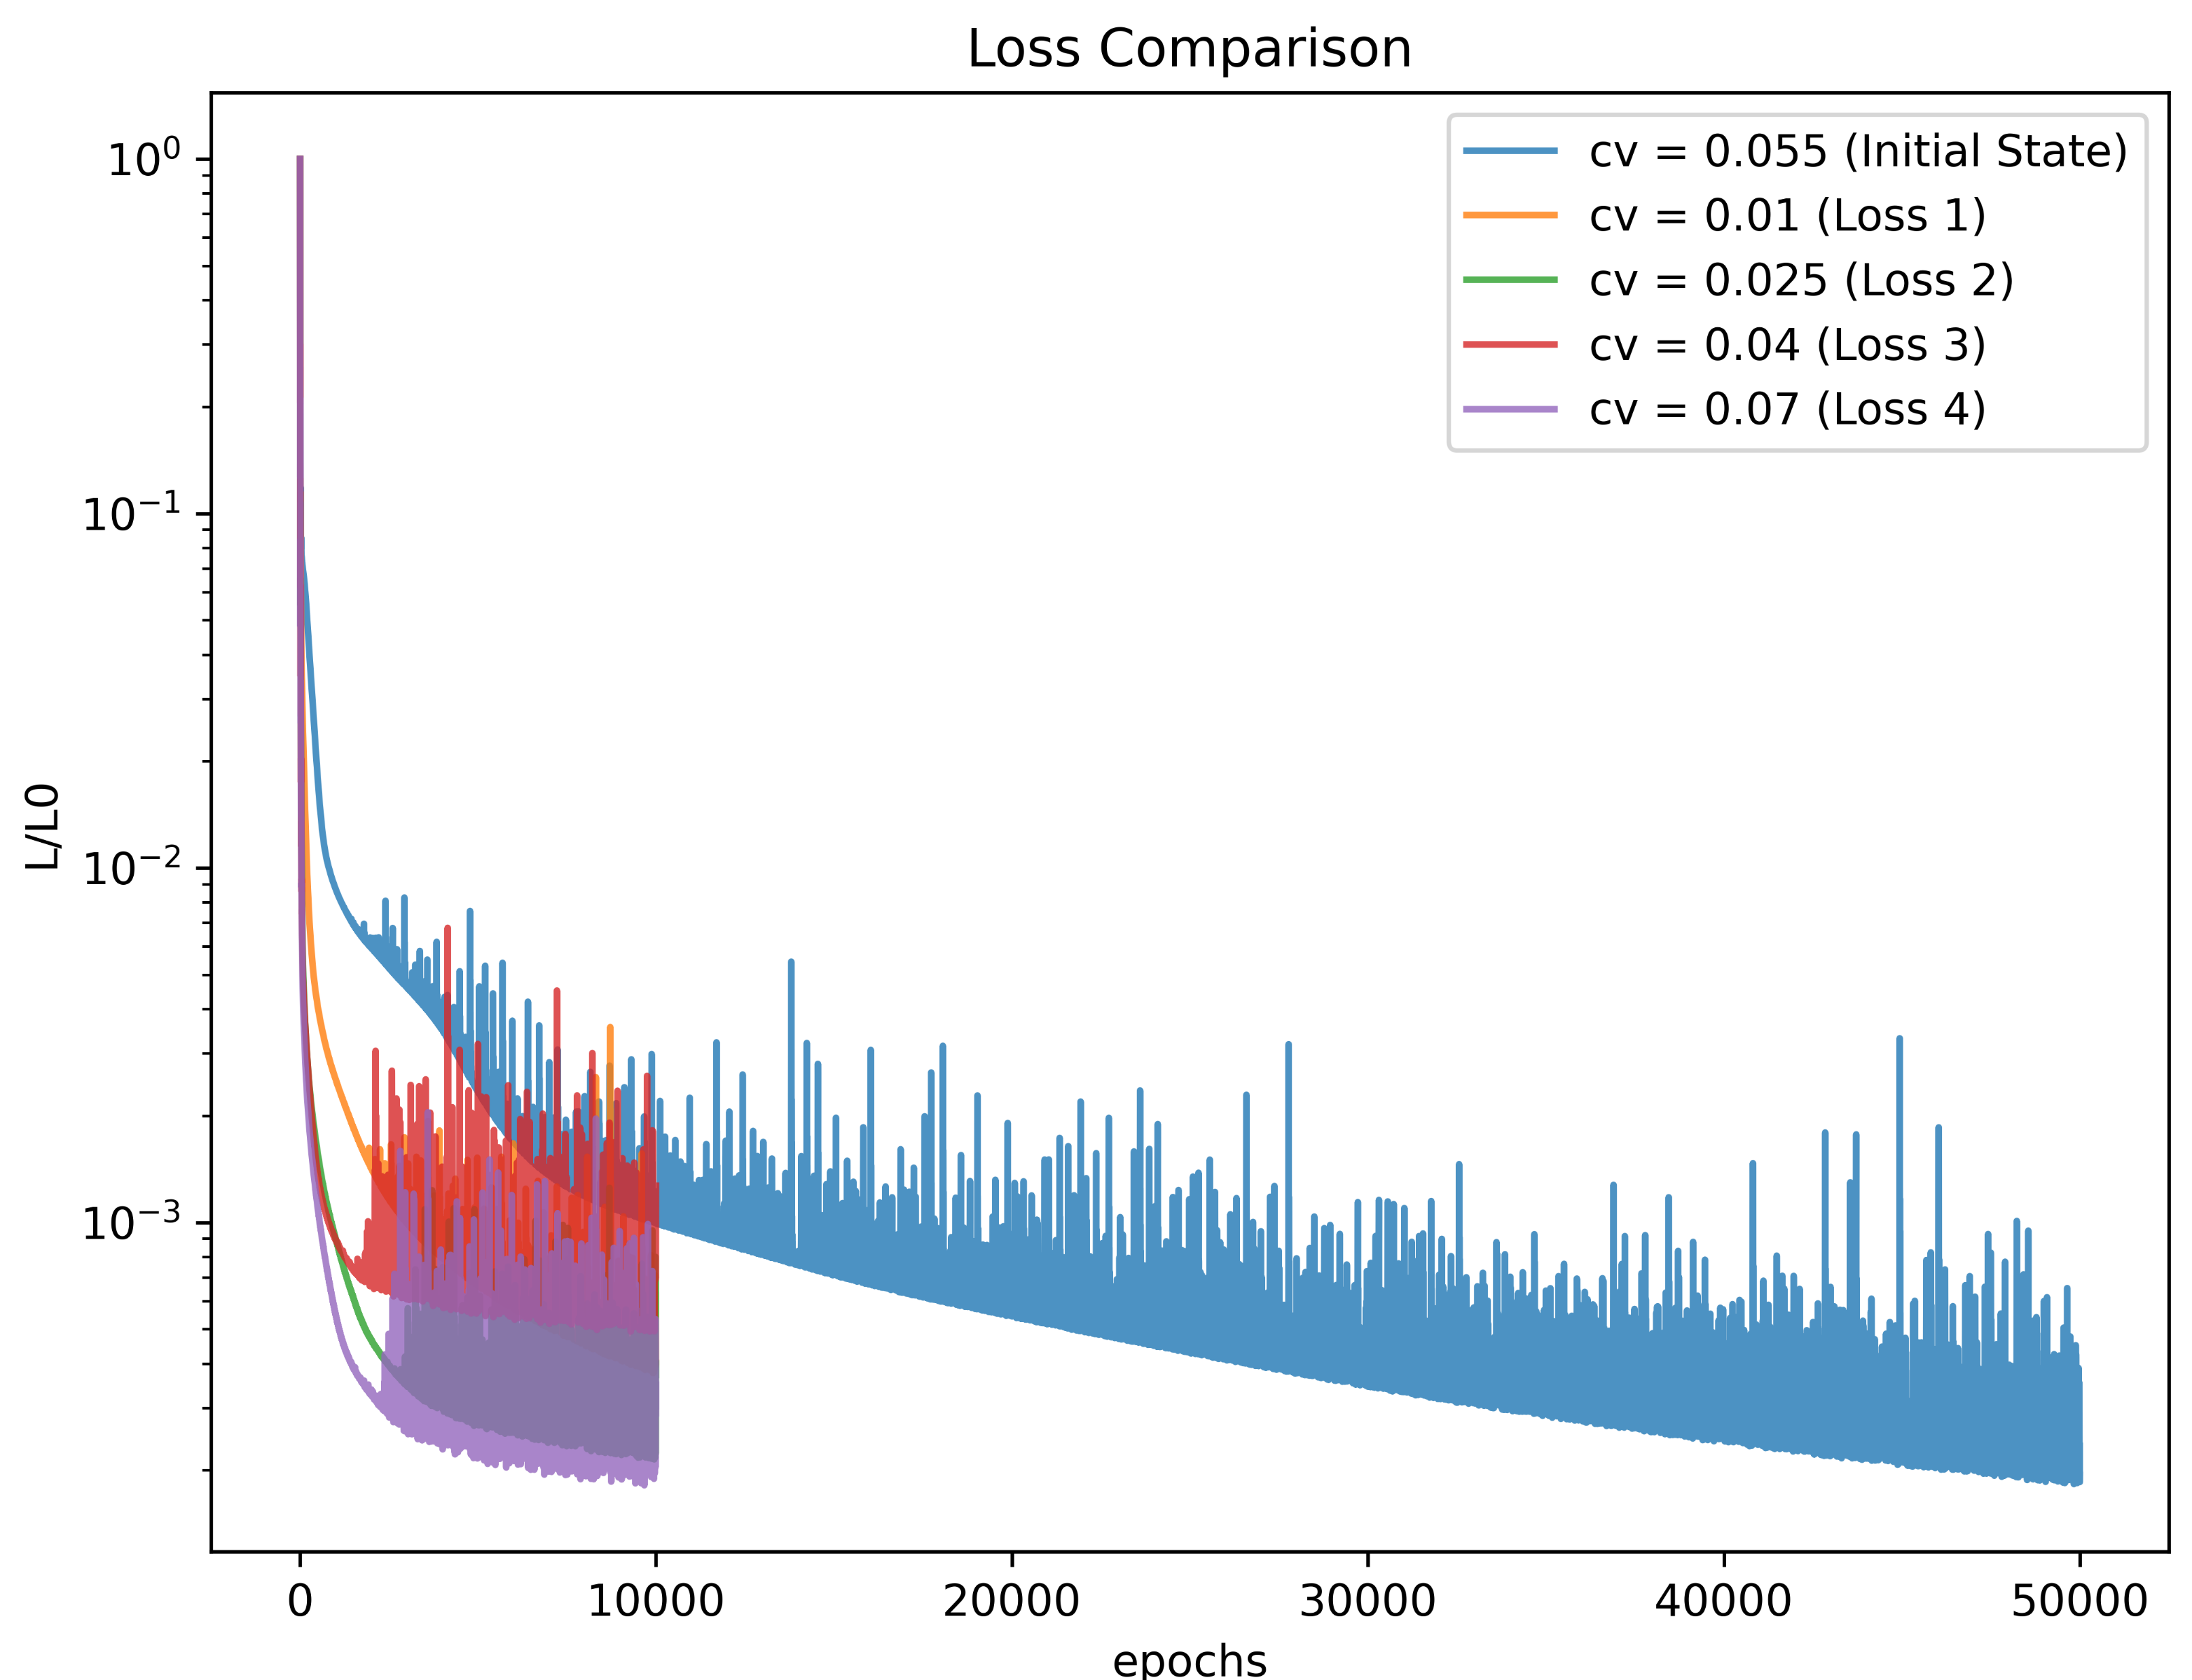 Loss Comparison
10⁰
10⁻¹
10⁻²
10⁻³
L/L0
cv = 0.055 (Initial State)
cv = 0.01 (Loss 1)
cv = 0.025 (Loss 2)
cv = 0.04 (Loss 3)
cv = 0.07 (Loss 4)
0 10000 20000 30000 40000 50000
epochs